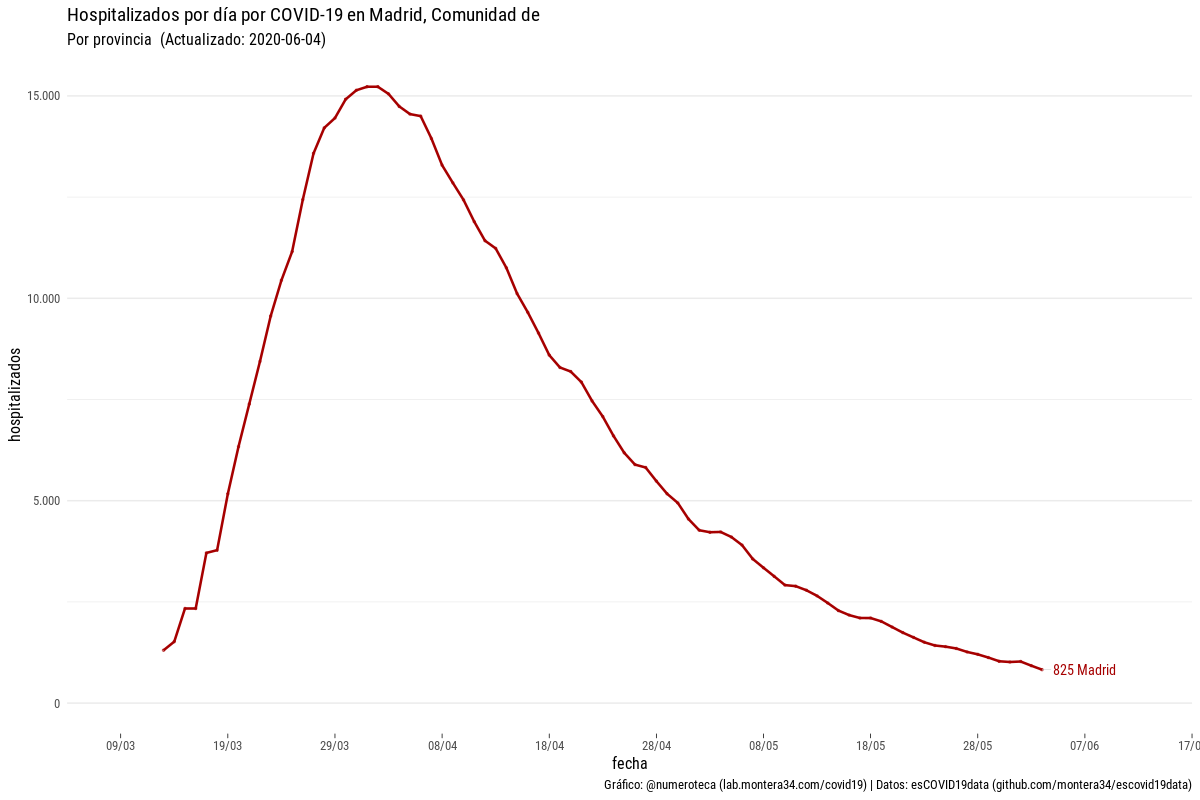 Hospitalizados por día por COVID-19 en Madrid, Comunidad de
Por provincia  (Actualizado: 2020-06-04)
hospitalizados
15.000
10.000
5.000
0
825 Madrid
09/03
19/03
29/03
08/04
18/04
28/04
08/05
18/05
28/05
07/06
17/0
fecha
Gráfico: @numeroteca (lab.montera34.com/covid19) | Datos: esCOVID19data (github.com/montera34/escovid19data)